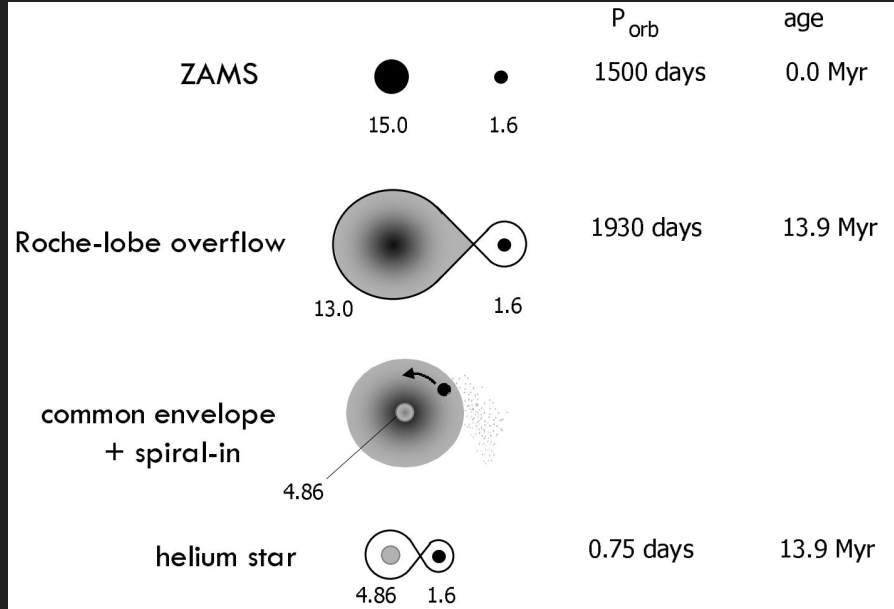 P orb age
ZAMS 1500 days 0.0 Myr
15.0 1.6
Roche-lobe overflow 1930 days 13.9 Myr
13.0 1.6
common envelope
+ spiral-in
4.86
helium star 0.75 days 13.9 Myr
4.86 1.6